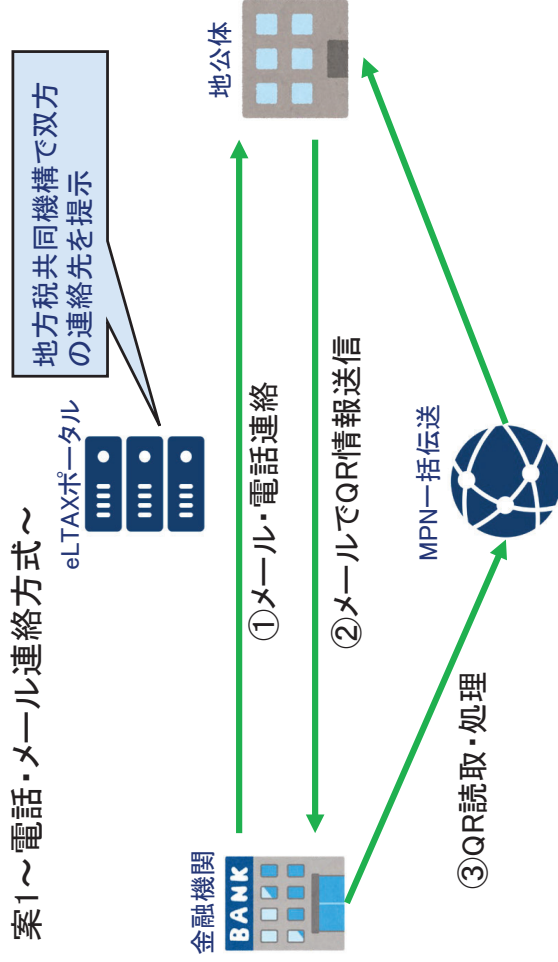 案1～電話・メール連絡方式～
eLTAXポータル
地方税共同機構で双方
の連絡先を提示
金融機関
BANK
地公体
①メール・電話連絡
②メールでQR情報送信
③QR読取・処理
MPN一括伝送